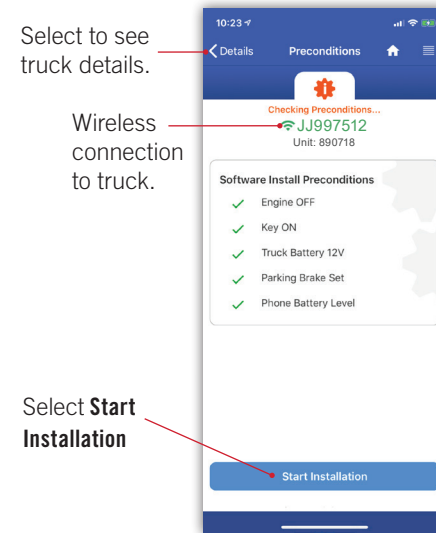 Select to see
truck details.
Wireless
connection
to truck.
Select Start
Installation
10:23
Details
Preconditions
Checking Preconditions...
JJ997512
Unit: 890718
Software Install Preconditions
Engine OFF
Key ON
Truck Battery 12V
Parking Brake Set
Phone Battery Level
Start Installation